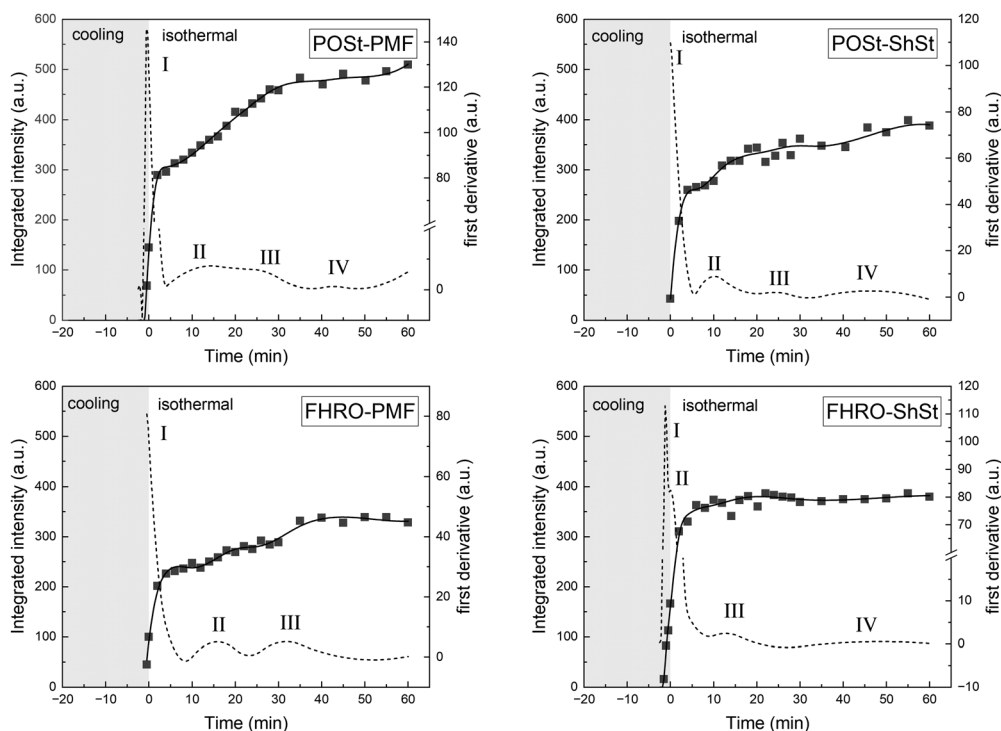 cooling
isothermal
POSt-PMF
I
II
III
IV
Integrated intensity (a.u.)
600
500
400
300
200
100
0
−20 −10 0 10 20 30 40 50 60
Time (min)
140
120
100
80
0
first derivative (a.u.)
cooling
isothermal
POSt-ShSt
I
II
III
IV
Integrated intensity (a.u.)
600
500
400
300
200
100
0
−20 −10 0 10 20 30 40 50 60
Time (min)
120
100
80
60
40
20
0
first derivative (a.u.)
cooling
isothermal
FHRO-PMF
I
II
III
Integrated intensity (a.u.)
600
500
400
300
200
100
0
−20 −10 0 10 20 30 40 50 60
Time (min)
80
60
40
20
0
first derivative (a.u.)
cooling
isothermal
FHRO-ShSt
I
II
III
IV
Integrated intensity (a.u.)
600
500
400
300
200
100
0
−20 −10 0 10 20 30 40 50 60
Time (min)
120
110
100
90
80
70
10
0
−10
first derivative (a.u.)